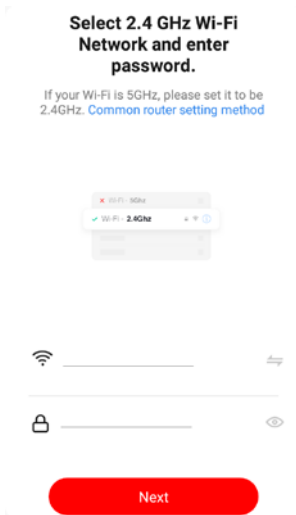 Select 2.4 GHz Wi-Fi
Network and enter
password.
If your Wi-Fi is 5GHz, please set it to be
2.4GHz. Common router setting method
Wi-Fi - 5Ghz
Wi-Fi - 2.4Ghz
Next